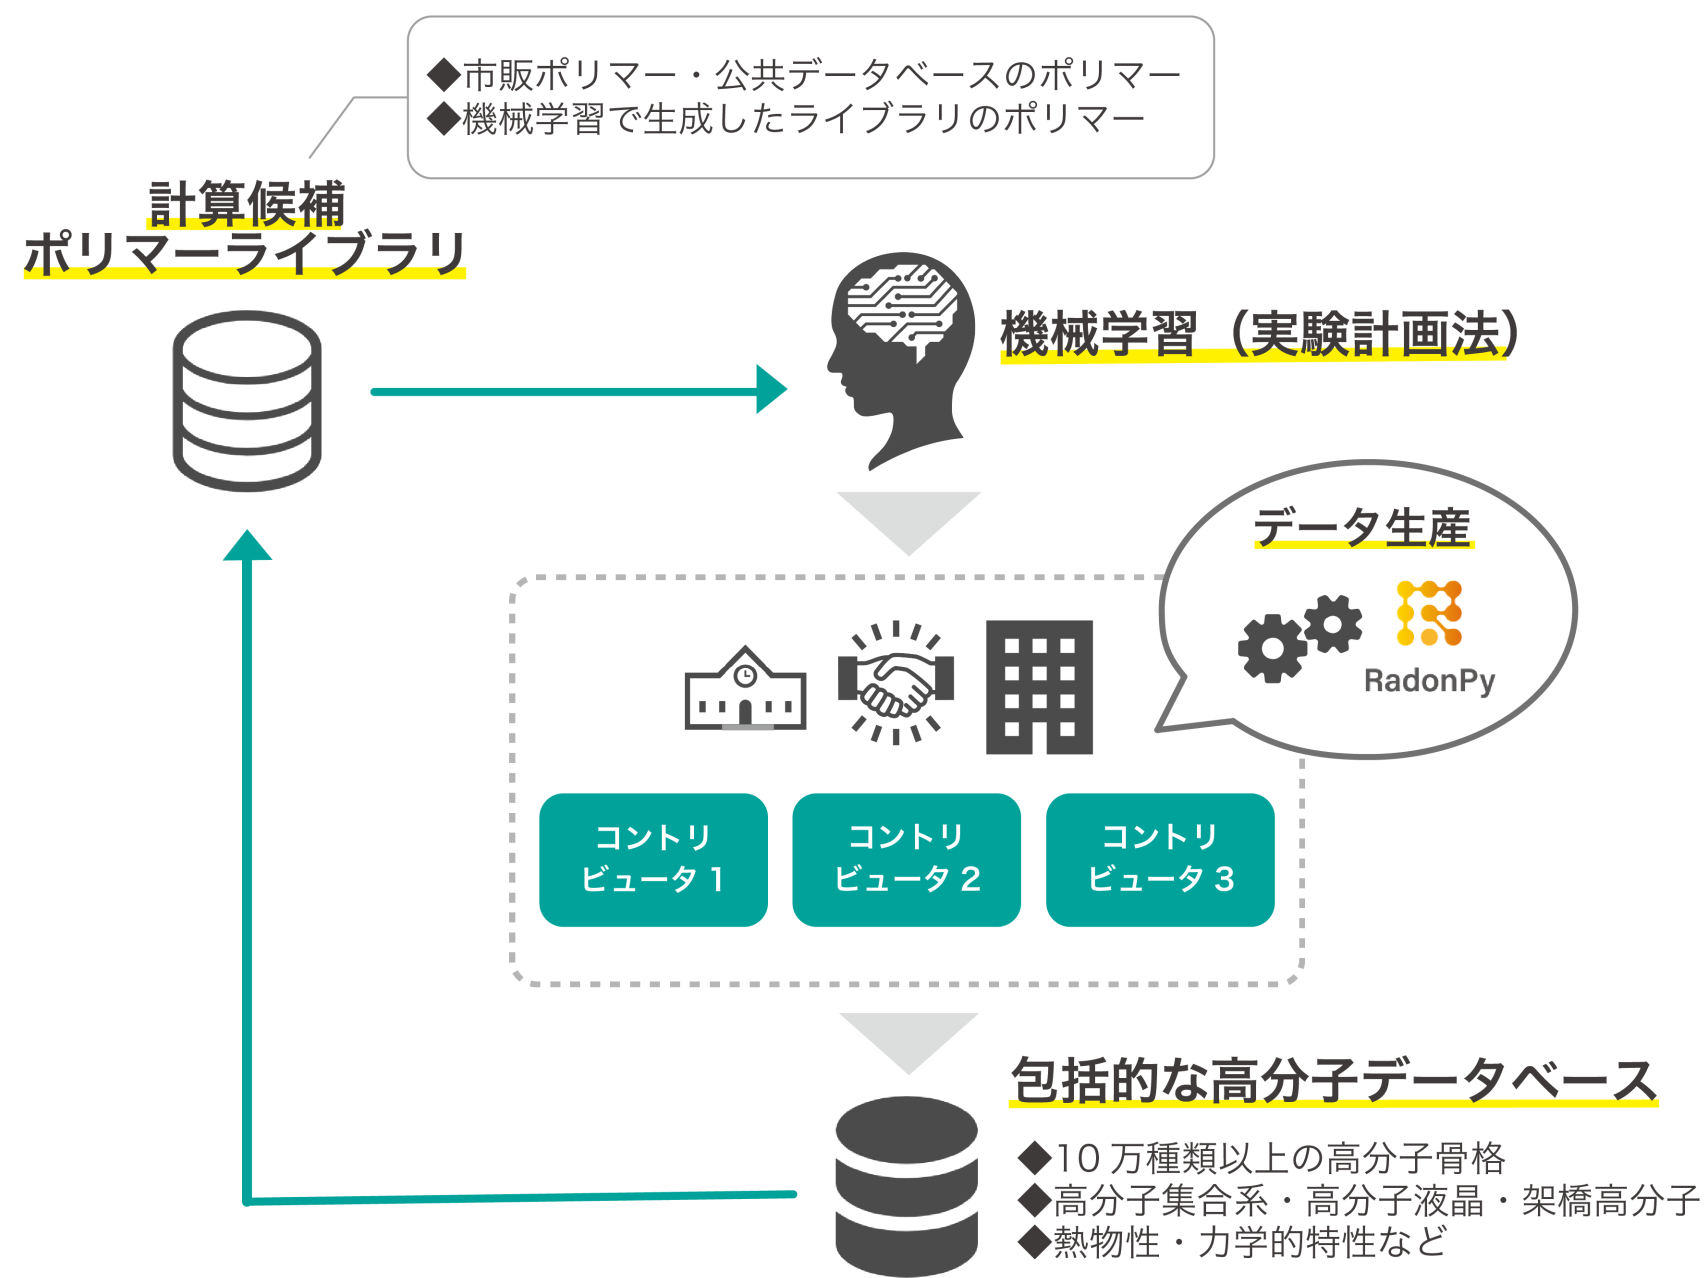 ◆市販ポリマー・公共データベースのポリマー
◆機械学習で生成したライブラリのポリマー
計算候補
ポリマーライブラリ
機械学習（実験計画法）
データ生産
RadonPy
コントリ
ビュータ 1
コントリ
ビュータ 2
コントリ
ビュータ 3
包括的な高分子データベース
◆10 万種類以上の高分子骨格
◆高分子集合系・高分子液晶・架橋高分子
◆熱物性・力学的特性など